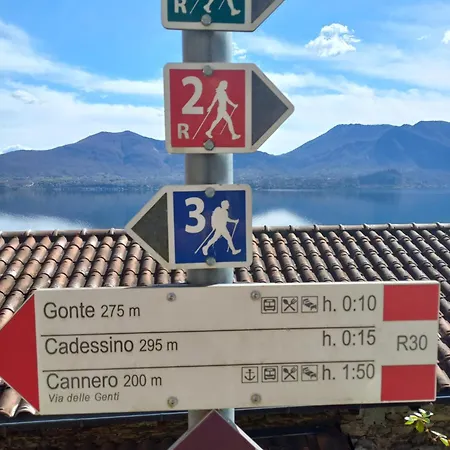 R
2
R
3
Gonte 275 m h. 0:10
Cadessino 295 m h. 0:15 R30
Cannero 200 m h. 1:50
Via delle Genti